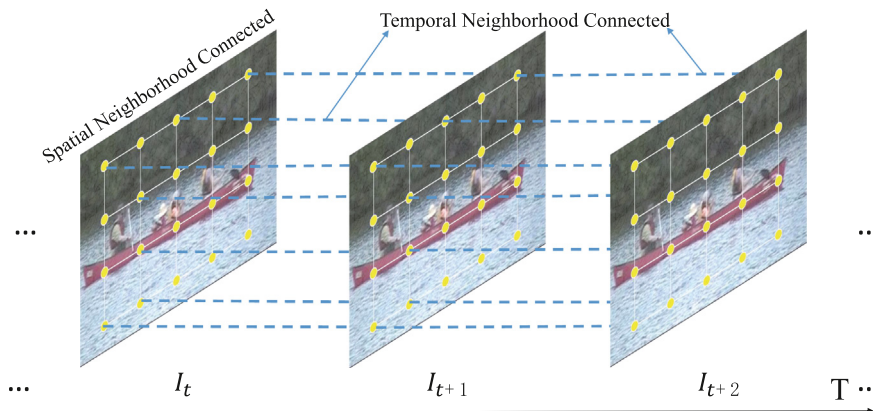 Temporal Neighborhood Connected
Spatial Neighborhood Connected
... ..
... I_t I_{t+1} I_{t+2} T ..